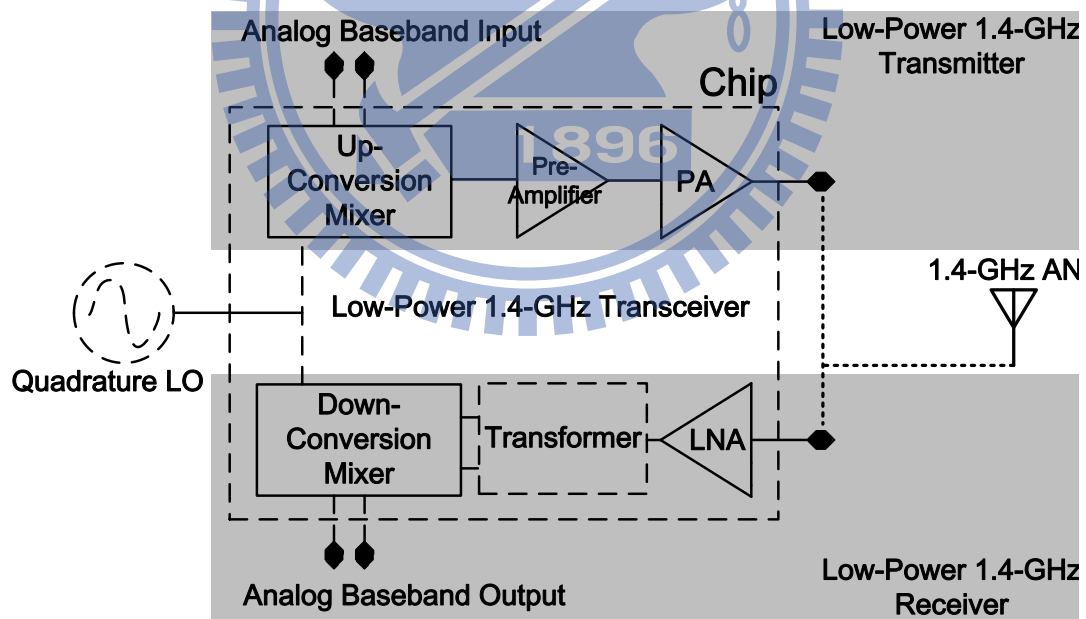 Analog Baseband Input
Low-Power 1.4-GHz
Transmitter
Chip
1896
Up-
Conversion
Mixer
Pre-
Amplifier
PA
1.4-GHz AN
Low-Power 1.4-GHz Transceiver
Quadrature LO
Down-
Conversion
Mixer
Transformer
LNA
Analog Baseband Output
Low-Power 1.4-GHz
Receiver